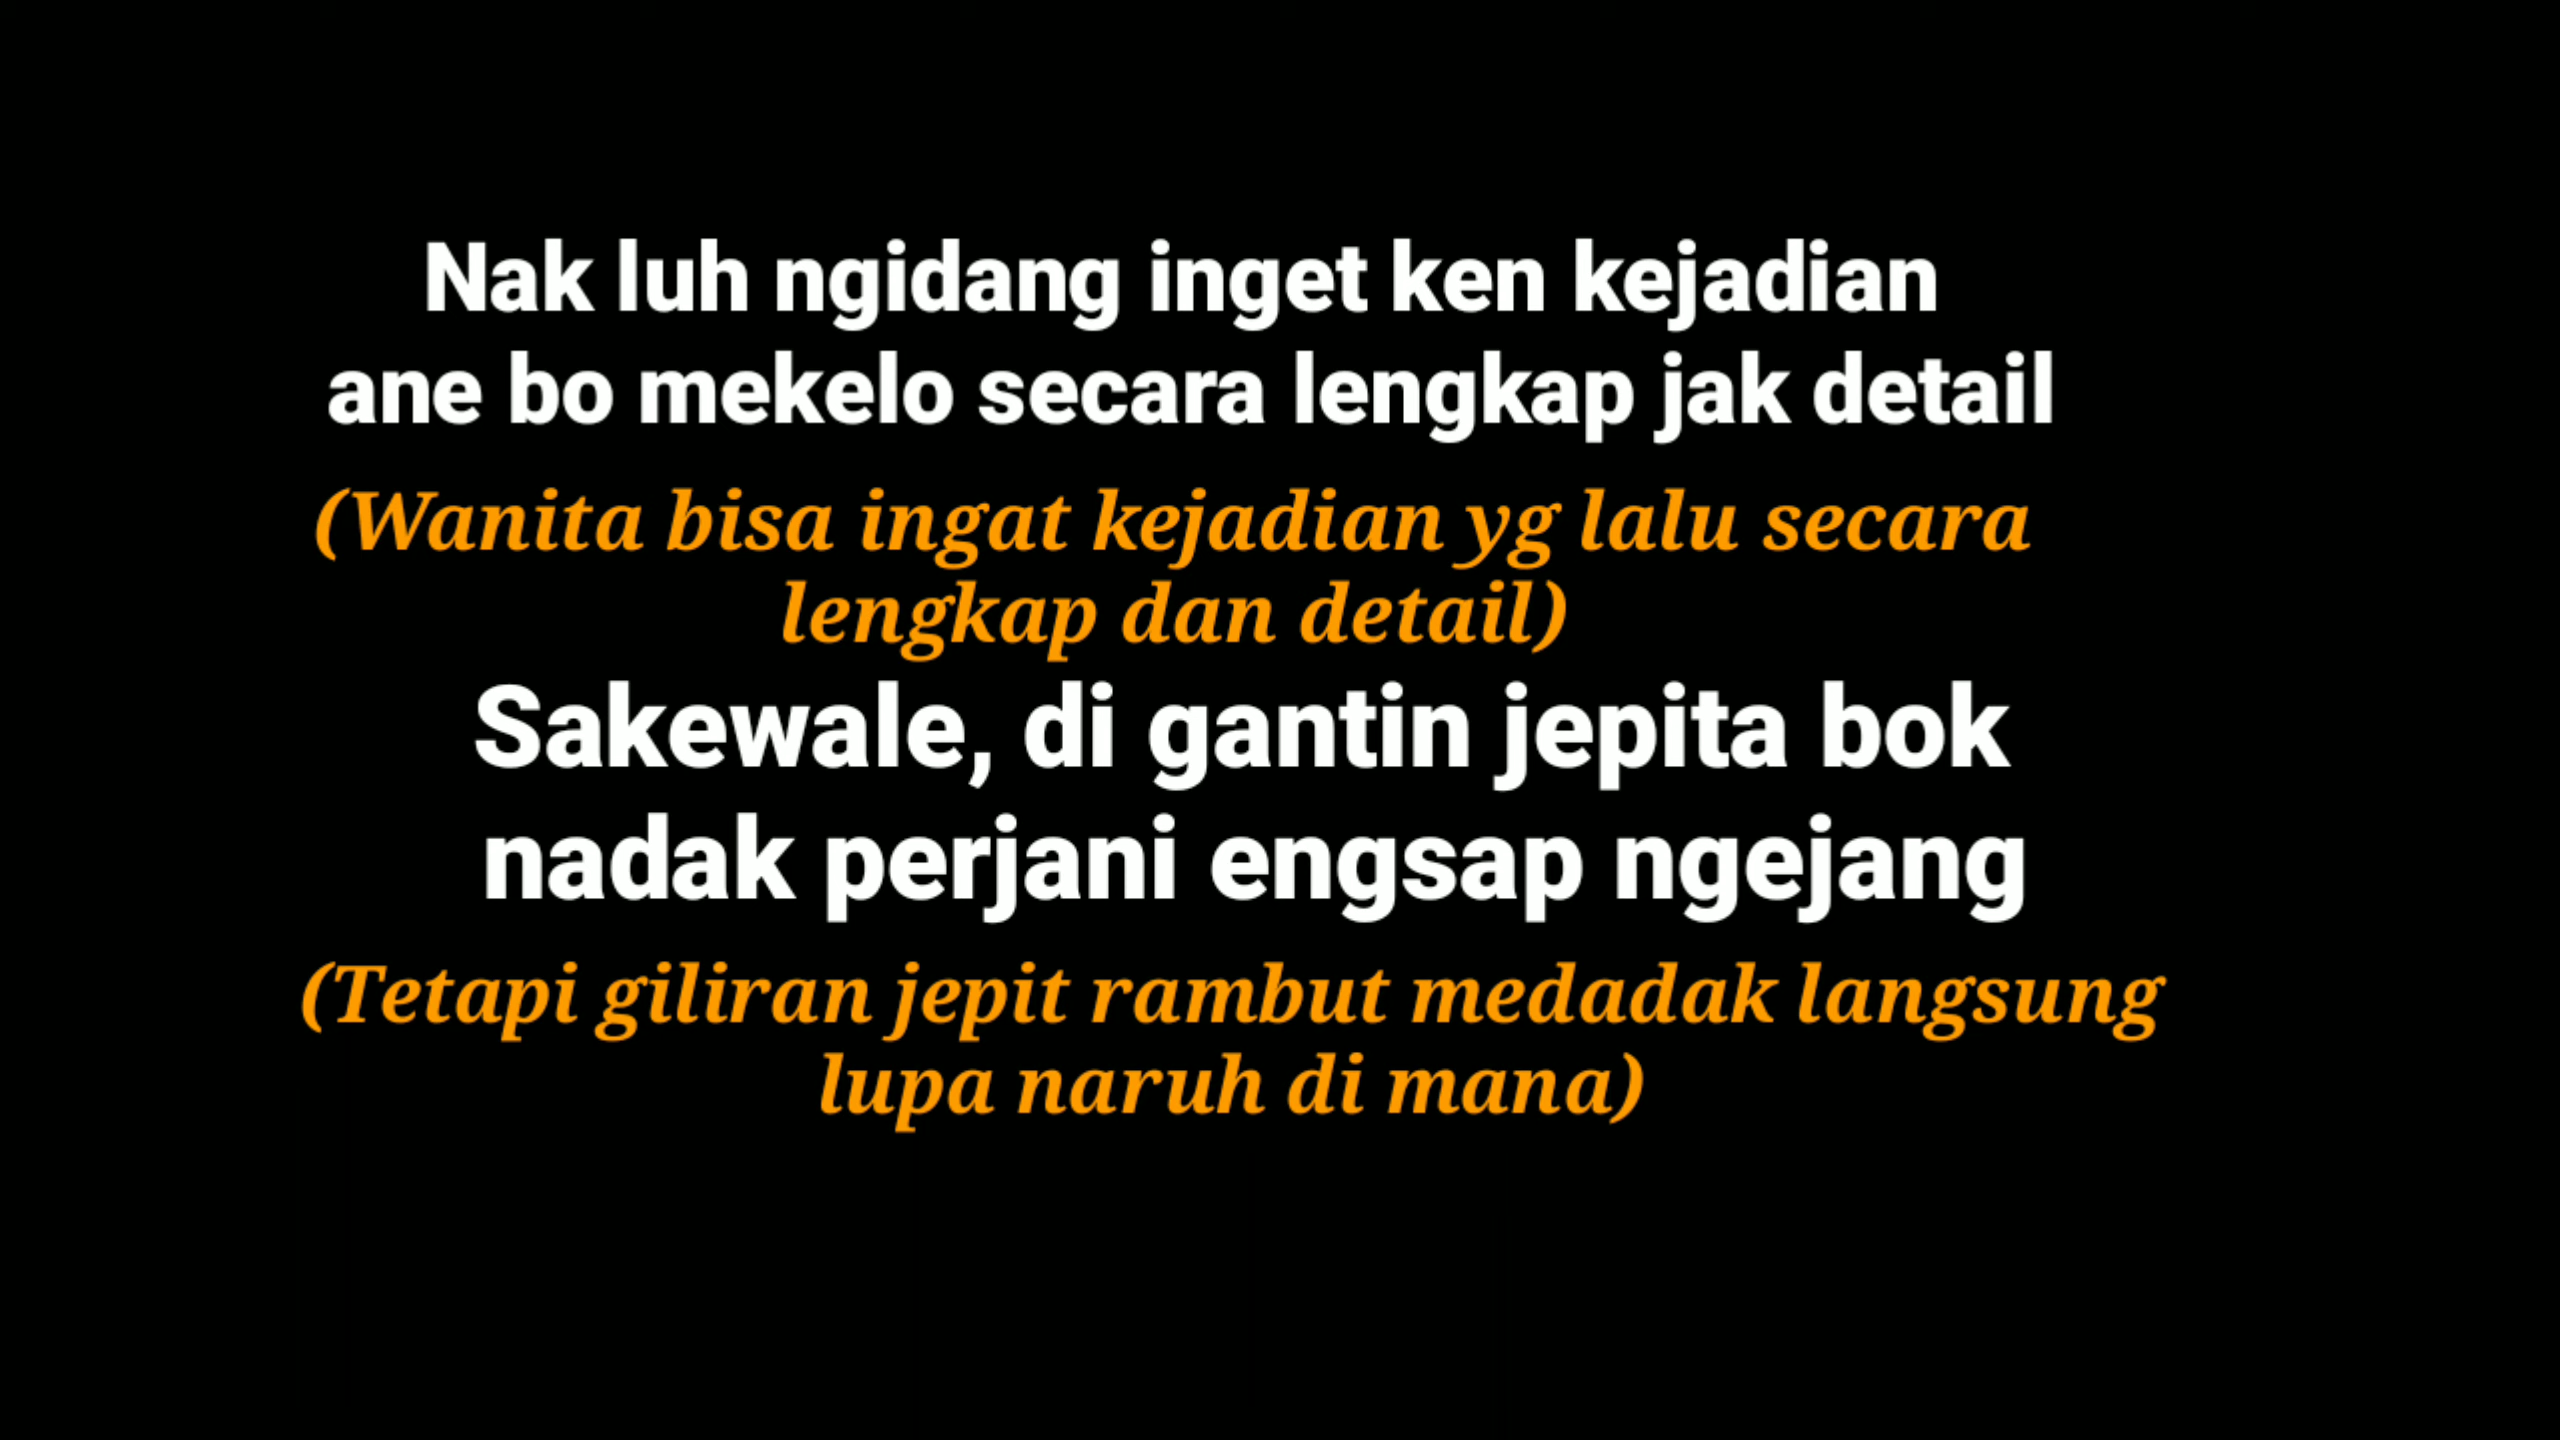 Nak luh ngidang inget ken kejadian
ane bo mekelo secara lengkap jak detail
(Wanita bisa ingat kejadian yg lalu secara
lengkap dan detail)
Sakewale, di gantin jepita bok
nadak perjani engsap ngejang
(Tetapi giliran jepit rambut medadak langsung
lupa naruh di mana)